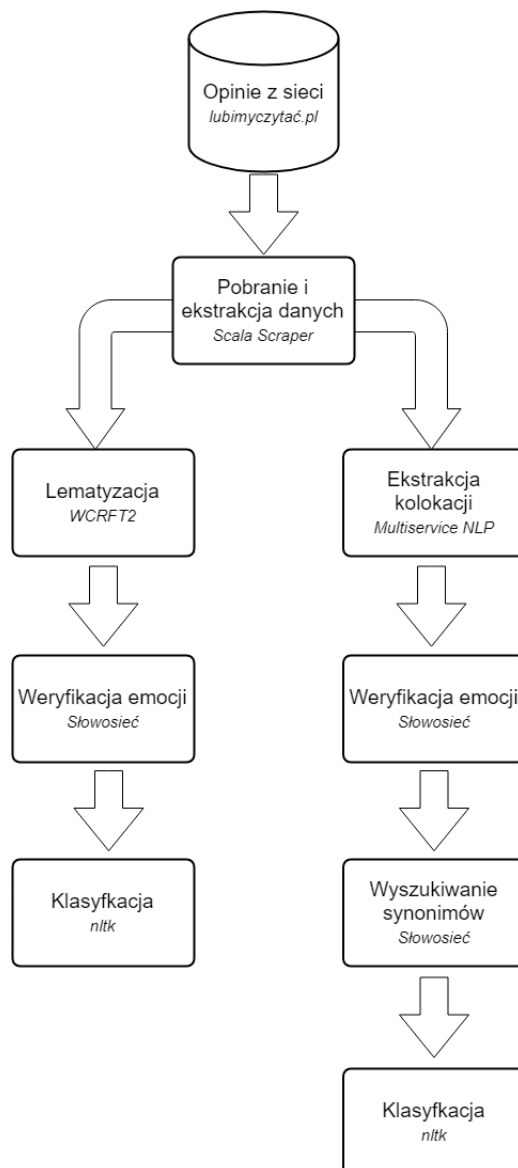 Opinie z sieci
lubimyczytać.pl
Pobranie i
ekstrakcja danych
Scala Scraper
Lematyzacja
WCRFT2
Weryfikacja emocji
Słowosieć
Klasyfkacja
nltk
Ekstrakcja
kolokacji
Multiservice NLP
Weryfikacja emocji
Słowosieć
Wyszukiwanie
synonimów
Słowosieć
Klasyfkacja
nltk